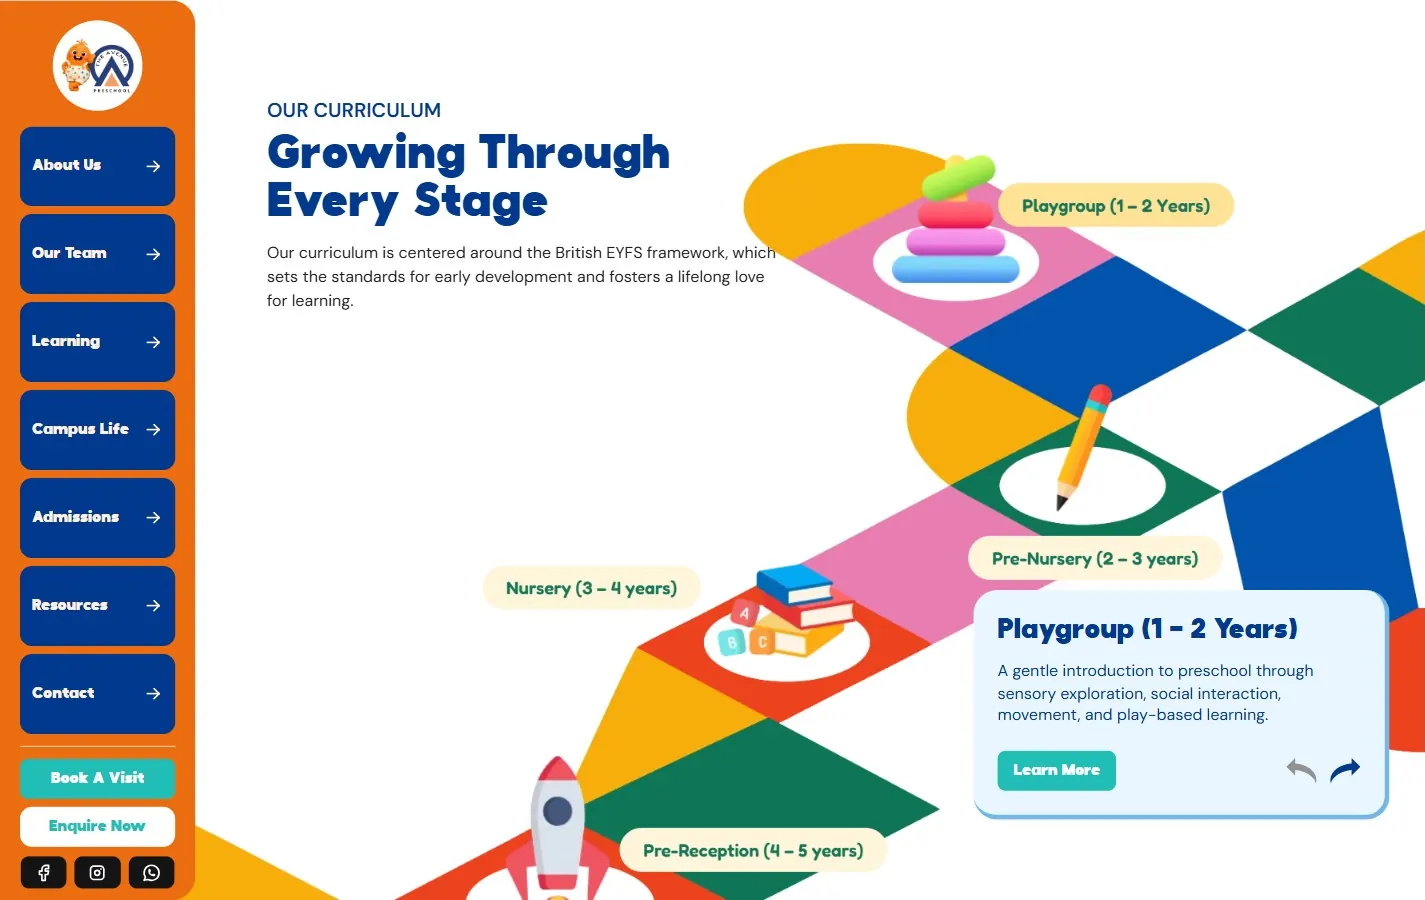 THE AVENUE
PRESCHOOL
About Us
Our Team
Learning
Campus Life
Admissions
Resources
Contact
Book A Visit
Enquire Now
OUR CURRICULUM
Growing Through
Every Stage
Our curriculum is centered around the British EYFS framework, which
sets the standards for early development and fosters a lifelong love
for learning.
Playgroup (1 – 2 Years)
Pre-Nursery (2 – 3 years)
Nursery (3 – 4 years)
A
B C
Pre-Reception (4 – 5 years)
Playgroup (1 – 2 Years)
A gentle introduction to preschool through
sensory exploration, social interaction,
movement, and play-based learning.
Learn More